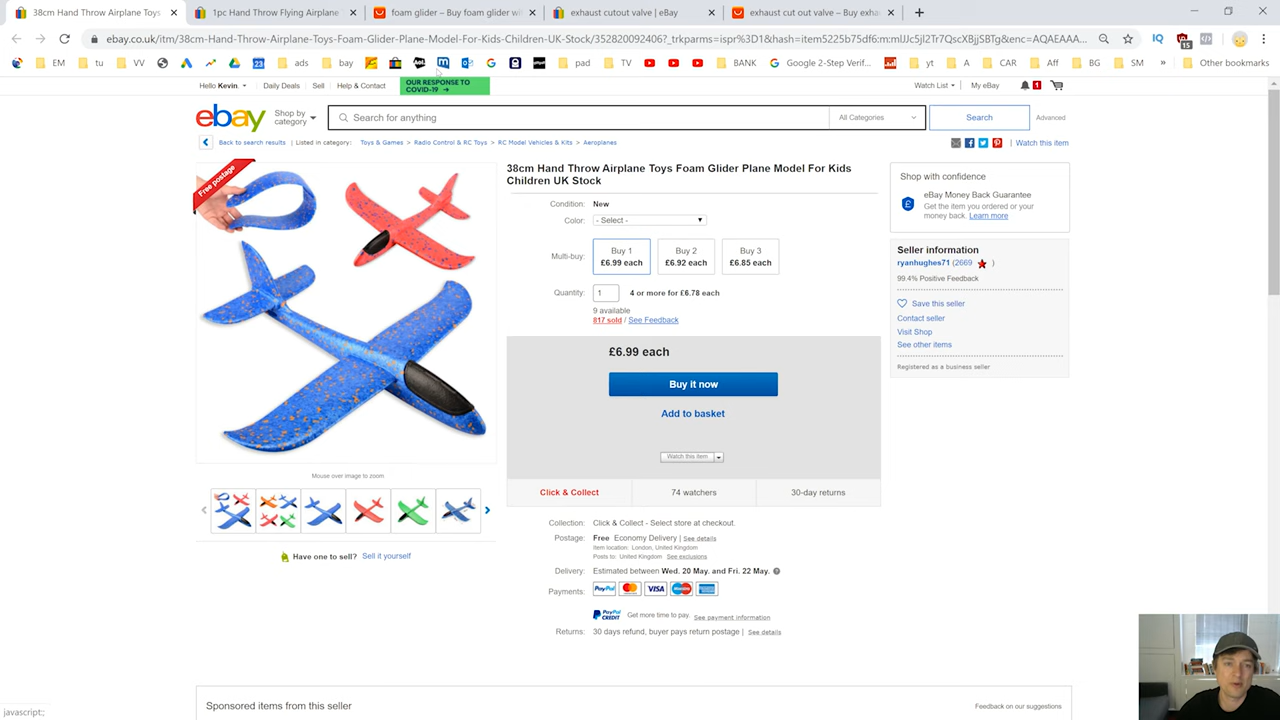 38cm Hand Throw Airplane Toys
1pc Hand Throw Flying Airplane
foam glider – Buy foam glider wi
exhaust cutout valve | eBay
exhaust cut out valve – Buy exha
ebay.co.uk/itm/38cm-Hand-Throw-Airplane-Toys-Foam-Glider-Plane-Model-For-Kids-Children-UK-Stock/352820092406?_trkparms=ispr%3D1&hash=item5225b75d36:g:mlJJc5jI2Tr7QscXBjjSBTg&enc=AQAEAAA...
EM
tu
VV
ads
bay
pad
TV
BANK
Google 2-Step Verif...
yt
A
CAR
Aff
BG
SM
Other bookmarks
Hello Kevin.
Daily Deals
Sell
Help & Contact
OUR RESPONSE TO
COVID-19 →
Watch List
My eBay
1
ebay
Shop by
category
Search for anything
All Categories
Search
Advanced
Back to search results | Listed in category:
Toys & Games
Radio Control & RC Toys
RC Model Vehicles & Kits
Aeroplanes
Watch this item
Free postage
38cm Hand Throw Airplane Toys Foam Glider Plane Model For Kids
Children UK Stock
Condition: New
Color: - Select -
Multi-buy:
Buy 1
£6.99 each
Buy 2
£6.92 each
Buy 3
£6.85 each
Quantity: 1 4 or more for £6.78 each
9 available
817 sold / See Feedback
£6.99 each
Buy it now
Add to basket
Watch this item
Click & Collect
74 watchers
30-day returns
Collection: Click & Collect - Select store at checkout.
Postage: Free Economy Delivery | See details
Item location: London, United Kingdom
Posts to: United Kingdom See exclusions
Delivery: Estimated between Wed. 20 May. and Fri. 22 May.
Payments: PayPal VISA
PayPal CREDIT Get more time to pay. See payment information
Returns: 30 days refund, buyer pays return postage | See details
Shop with confidence
eBay Money Back Guarantee
Get the item you ordered or your
money back. Learn more
Seller information
ryanhughes71 (2669 )
99.4% Positive Feedback
Save this seller
Contact seller
Visit Shop
See other items
Registered as a business seller
Mouse over image to zoom
Have one to sell? Sell it yourself
Sponsored items from this seller
Feedback on our suggestions
javascript:;